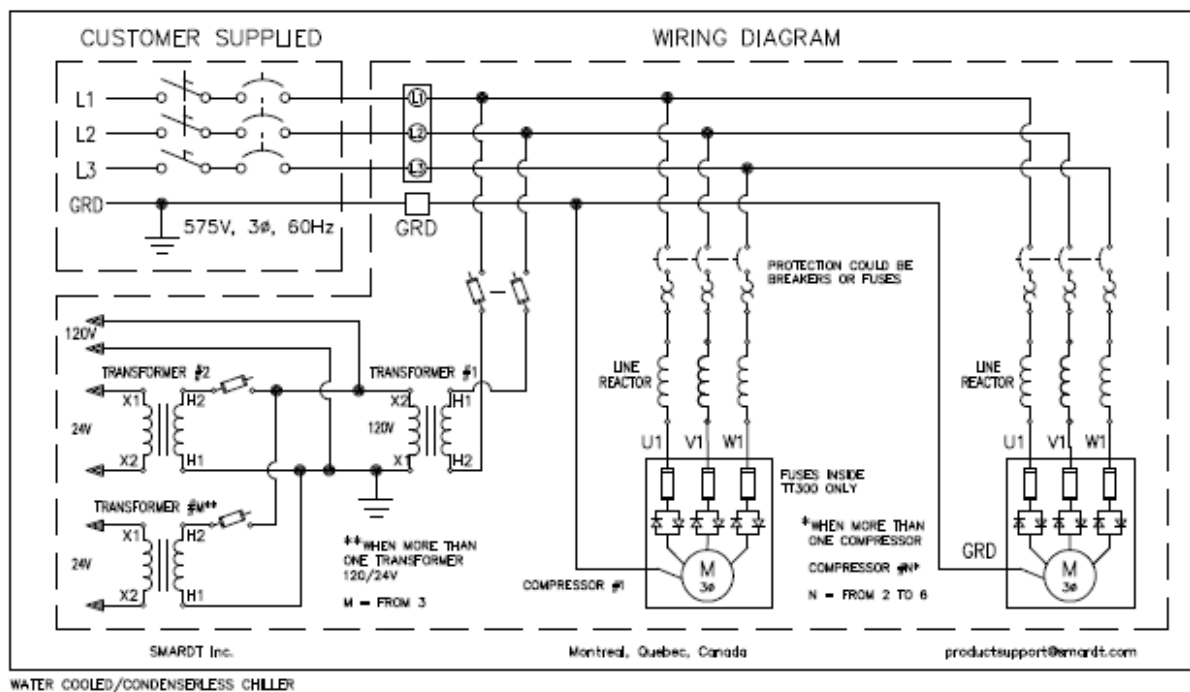 CUSTOMER SUPPLIED
WIRING DIAGRAM
L1
L1
L2
L2
L3
L3
GRD
575V, 3ø, 60Hz
GRD
PROTECTION COULD BE
BREAKERS OR FUSES
120V
TRANSFORMER #2
TRANSFORMER #1
LINE
REACTOR
LINE
REACTOR
X1 H2
X2 H1
24V
120V
X2 H1
X1 H2
U1 V1 W1
U1 V1 W1
FUSES INSIDE
TT300 ONLY
TRANSFORMER #M**
X1 H2
24V
X2 H1
**WHEN MORE THAN
ONE TRANSFORMER
120/24V
M = FROM 3
COMPRESSOR #1
M
3ø
*WHEN MORE THAN
ONE COMPRESSOR
COMPRESSOR #N*
N = FROM 2 TO 6
GRD
M
3ø
SMARDT Inc.
Montreal, Quebec, Canada
productsupport@smardt.com
WATER COOLED/CONDENSERLESS CHILLER